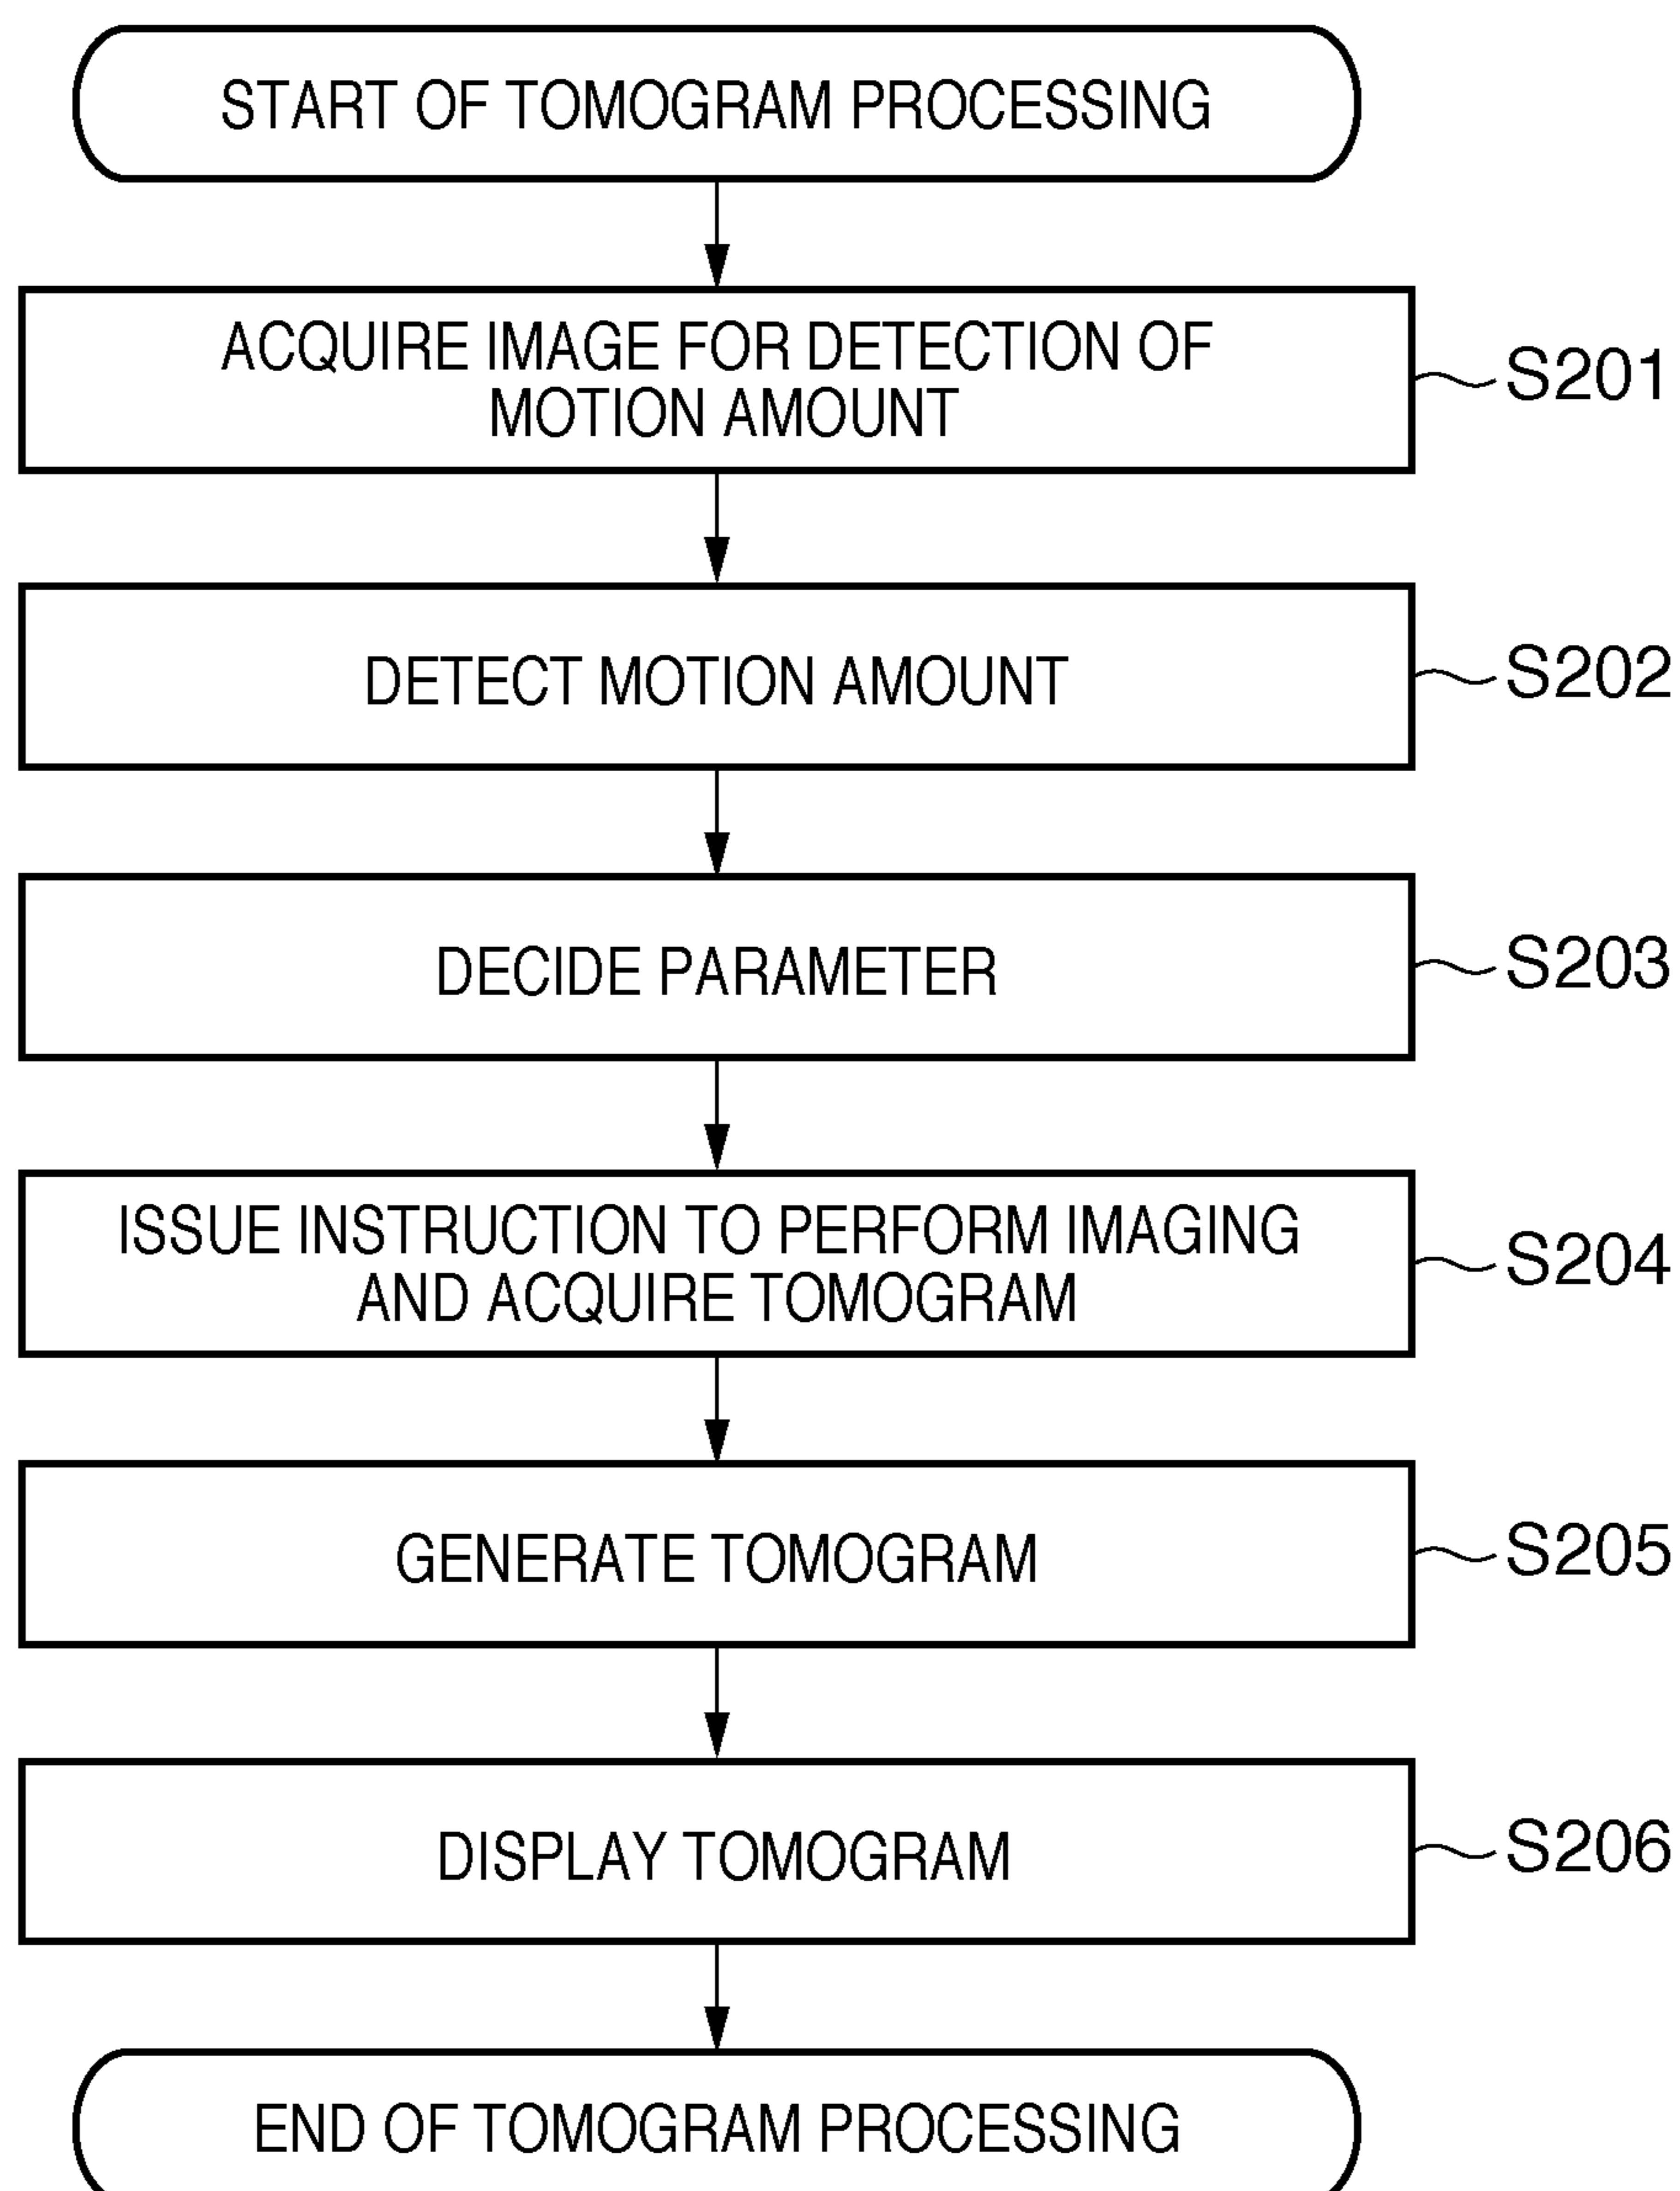 START OF TOMOGRAM PROCESSING
ACQUIRE IMAGE FOR DETECTION OF
MOTION AMOUNT
S201
DETECT MOTION AMOUNT
S202
DECIDE PARAMETER
S203
ISSUE INSTRUCTION TO PERFORM IMAGING
AND ACQUIRE TOMOGRAM
S204
GENERATE TOMOGRAM
S205
DISPLAY TOMOGRAM
S206
END OF TOMOGRAM PROCESSING